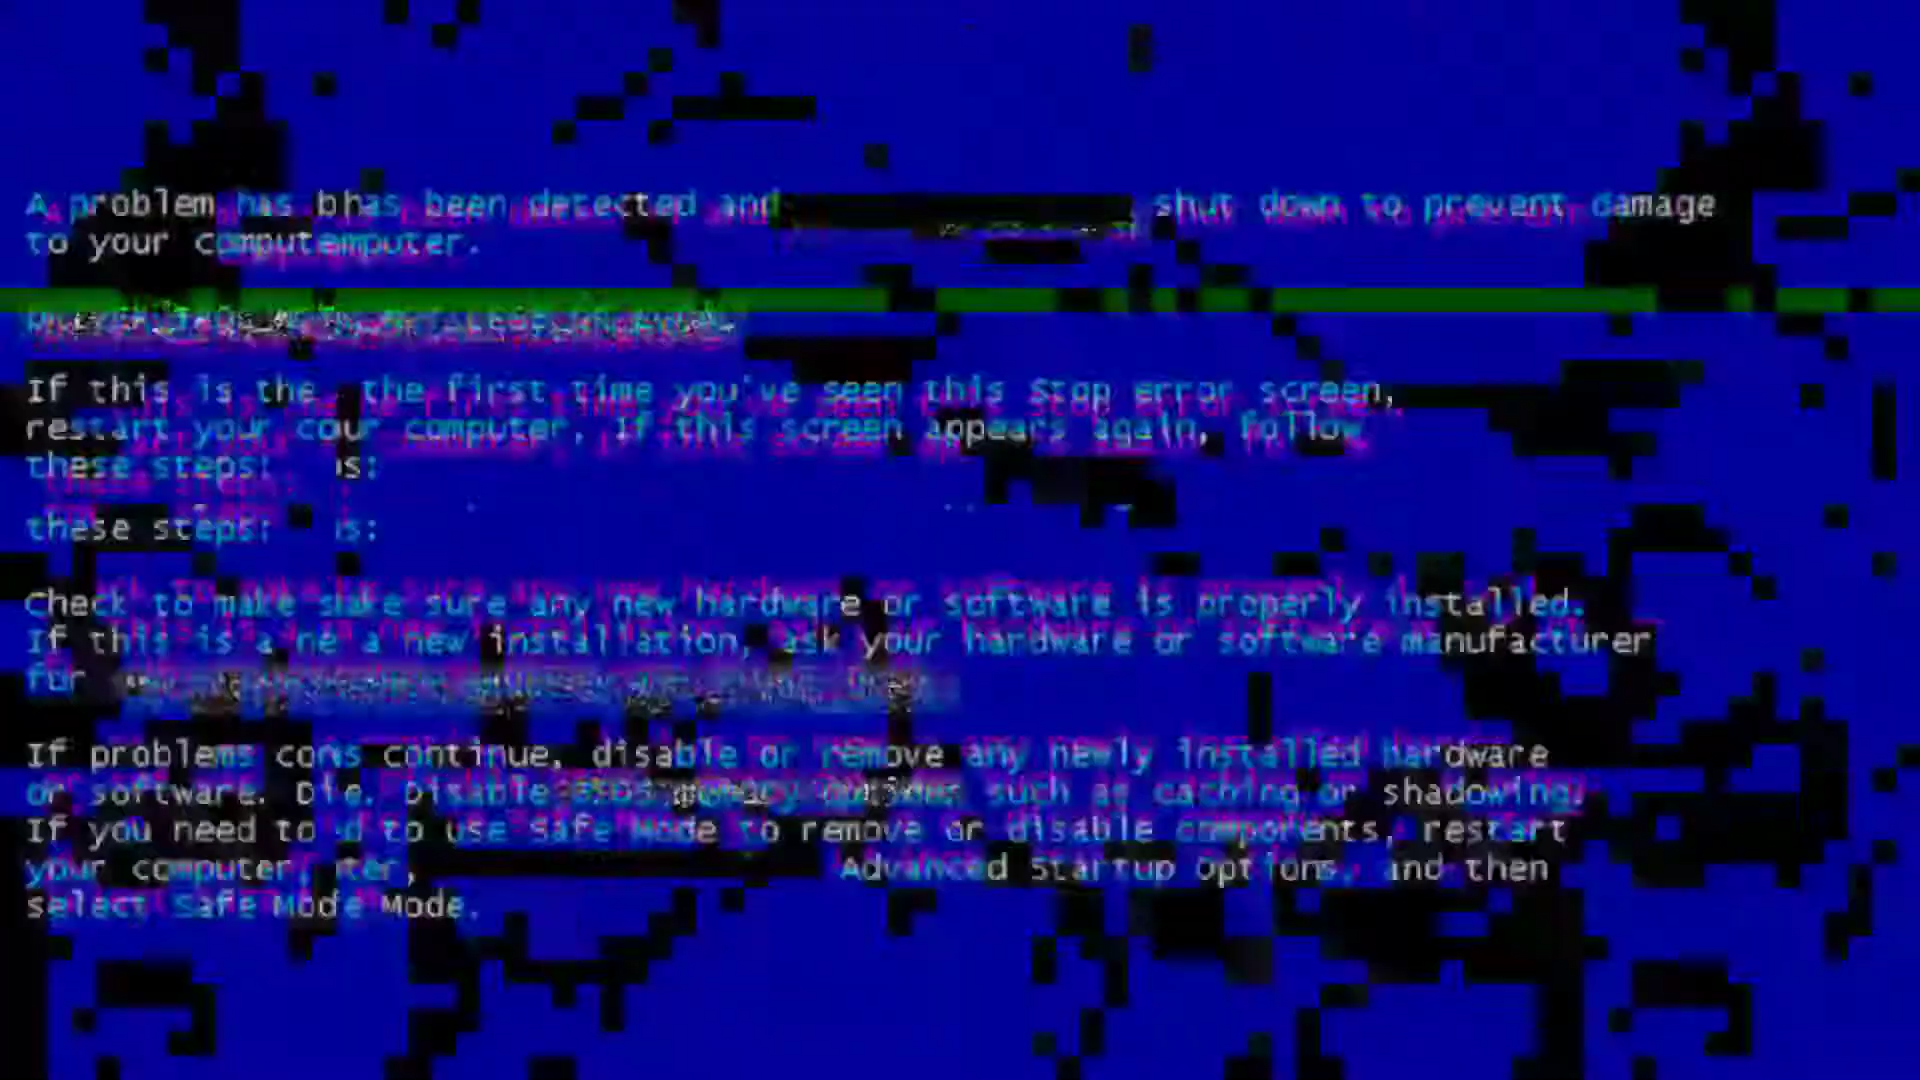 A problem has bhas been detected and shut down to prevent damage
to your computemputer.
If this is the the first time you've seen this Stop error screen,
restart your cour computer. If this screen appears again, follow
these steps: s:
these steps: s:
Check to make smake sure any new hardware or software is properly installed.
If this is a ne a new installation, ask your hardware or software manufacturer
for
If problems cons continue, disable or remove any newly installed hardware
or software. Die. Disable such as caching or shadowing.
If you need to d to use Safe Mode to remove or disable components, restart
your computer, ter, Advanced Startup Options, and then
select Safe Mode Mode.